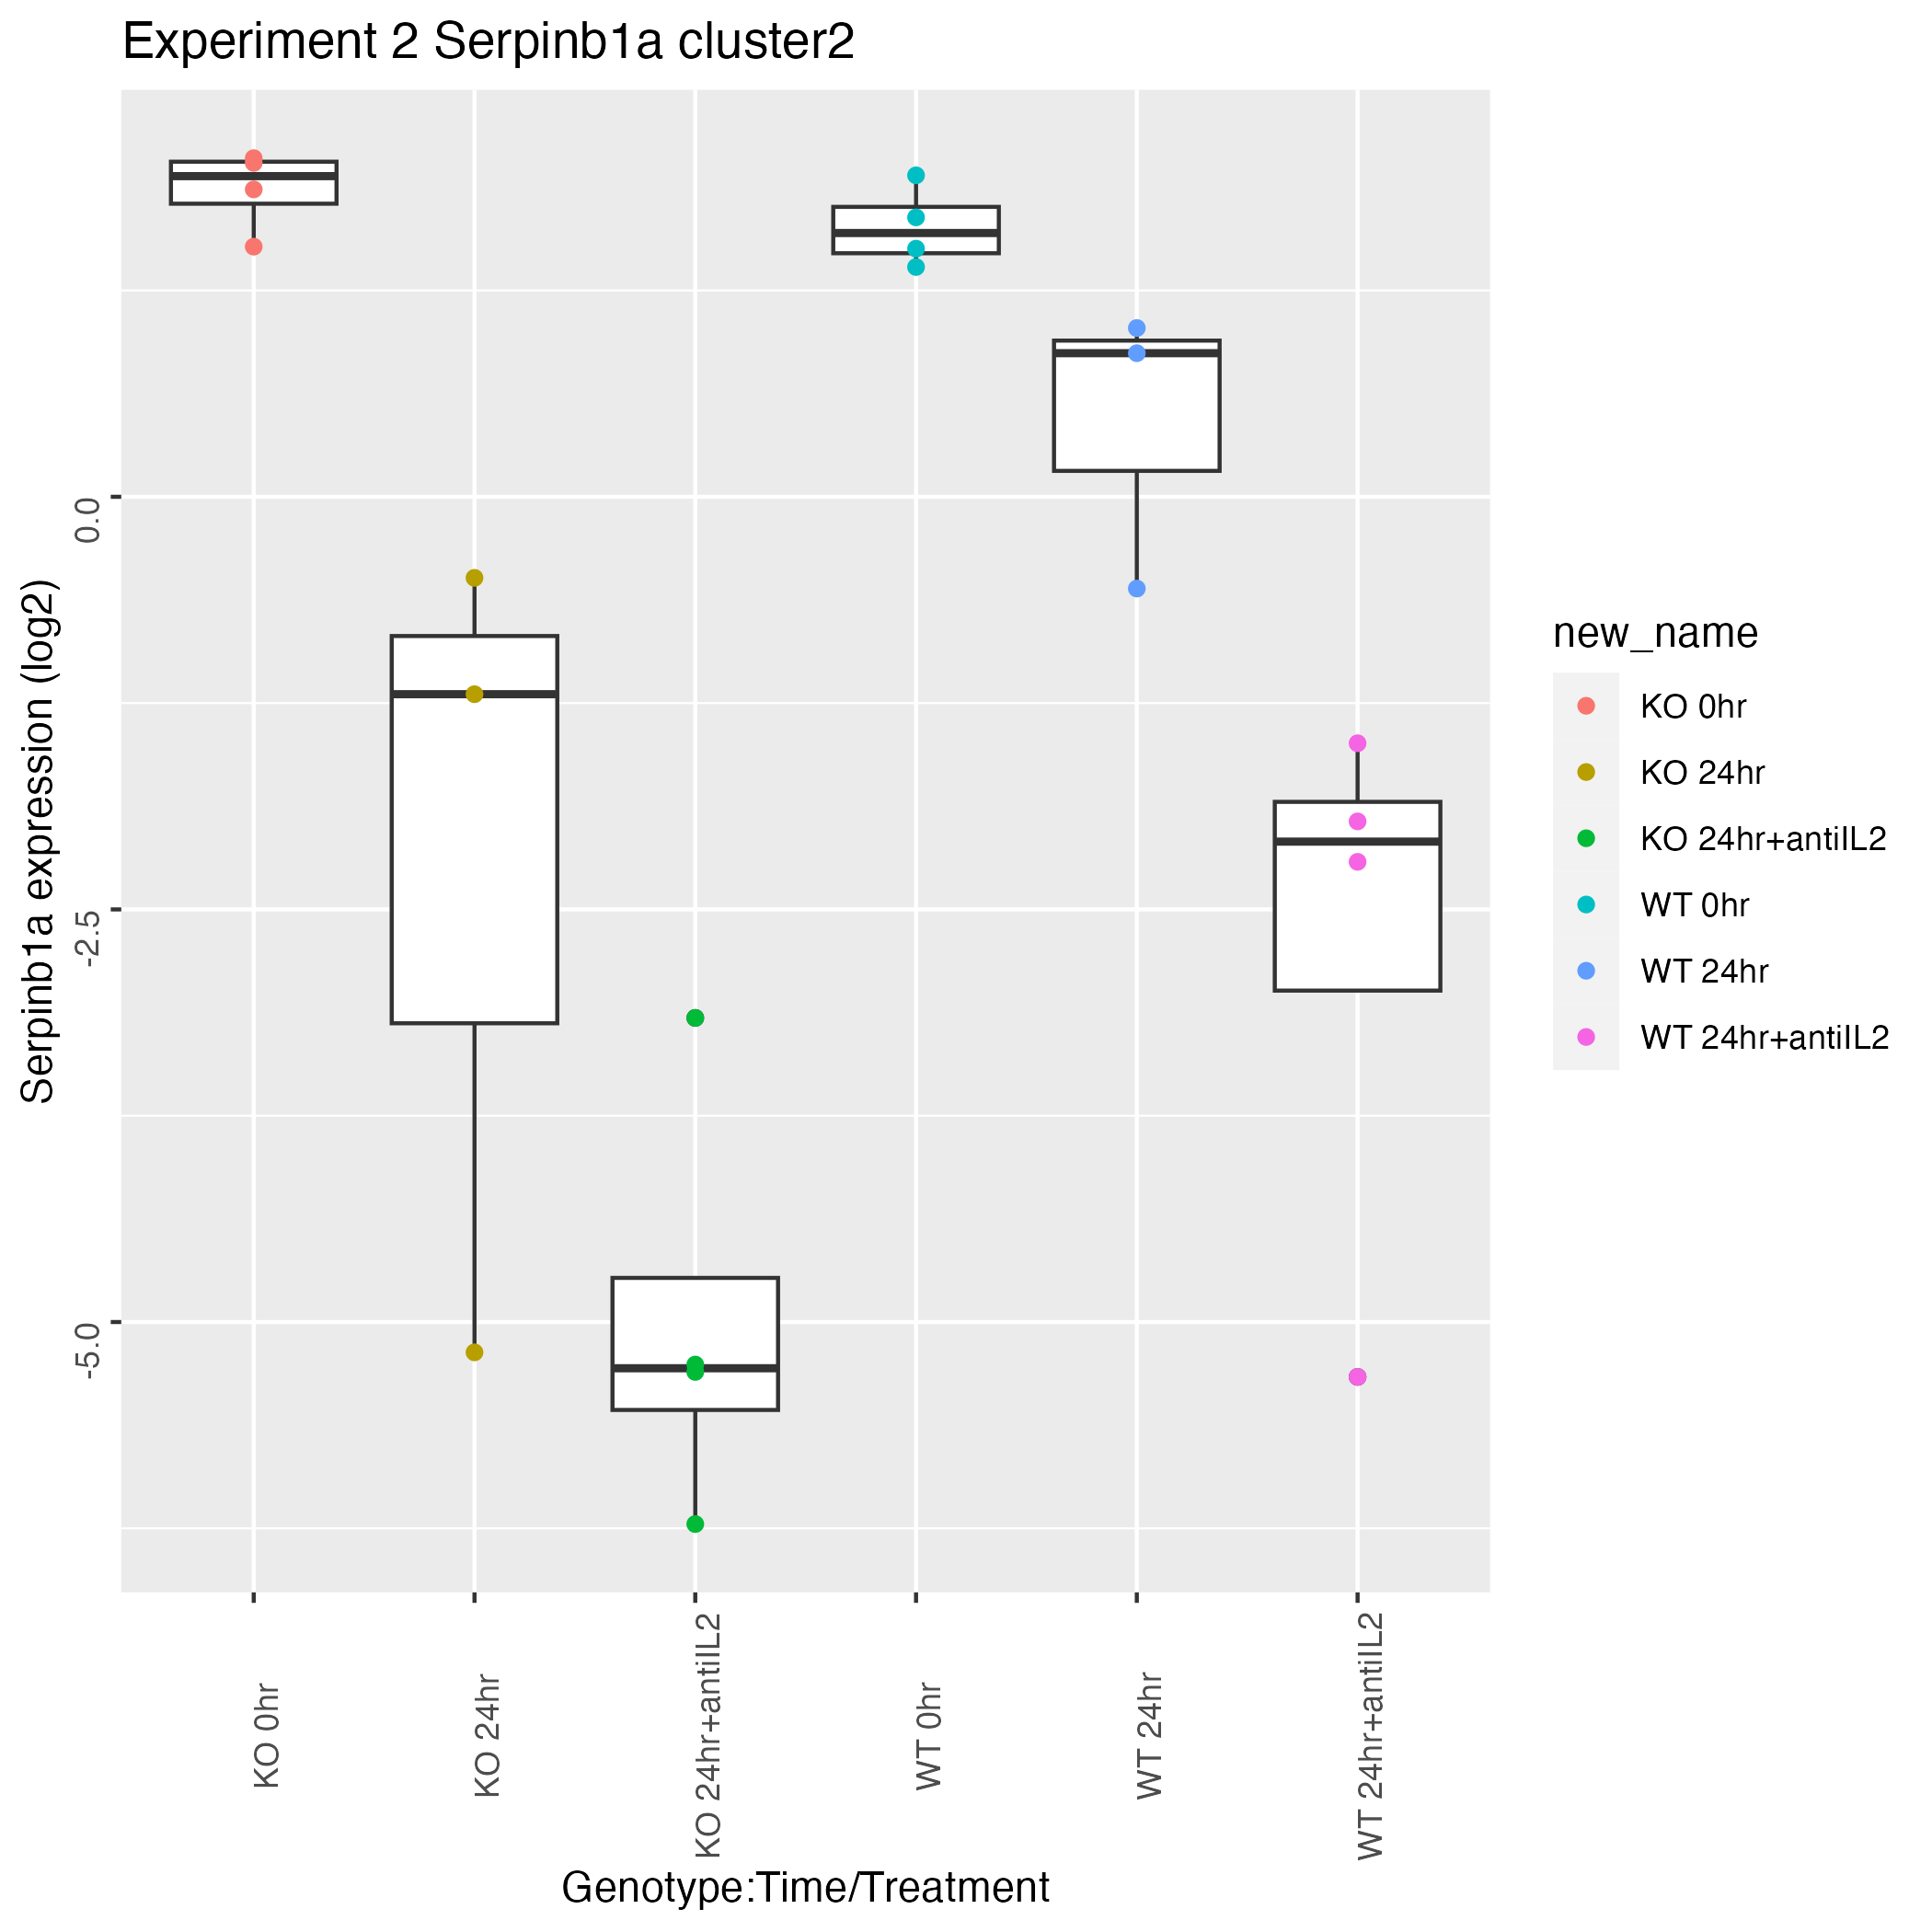 Experiment 2 Serpinb1a cluster2
Serpinb1a expression (log2)
0.0
-2.5
-5.0
KO 0hr
KO 24hr
KO 24hr+antiIL2
WT 0hr
WT 24hr
WT 24hr+antiIL2
Genotype:Time/Treatment
new_name
KO 0hr
KO 24hr
KO 24hr+antiIL2
WT 0hr
WT 24hr
WT 24hr+antiIL2